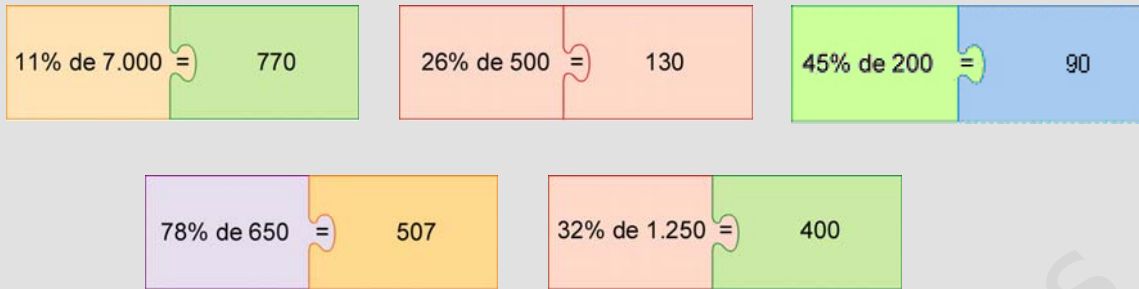 11% de 7.000 = 770
26% de 500 = 130
45% de 200 = 90
78% de 650 = 507
32% de 1.250 = 400